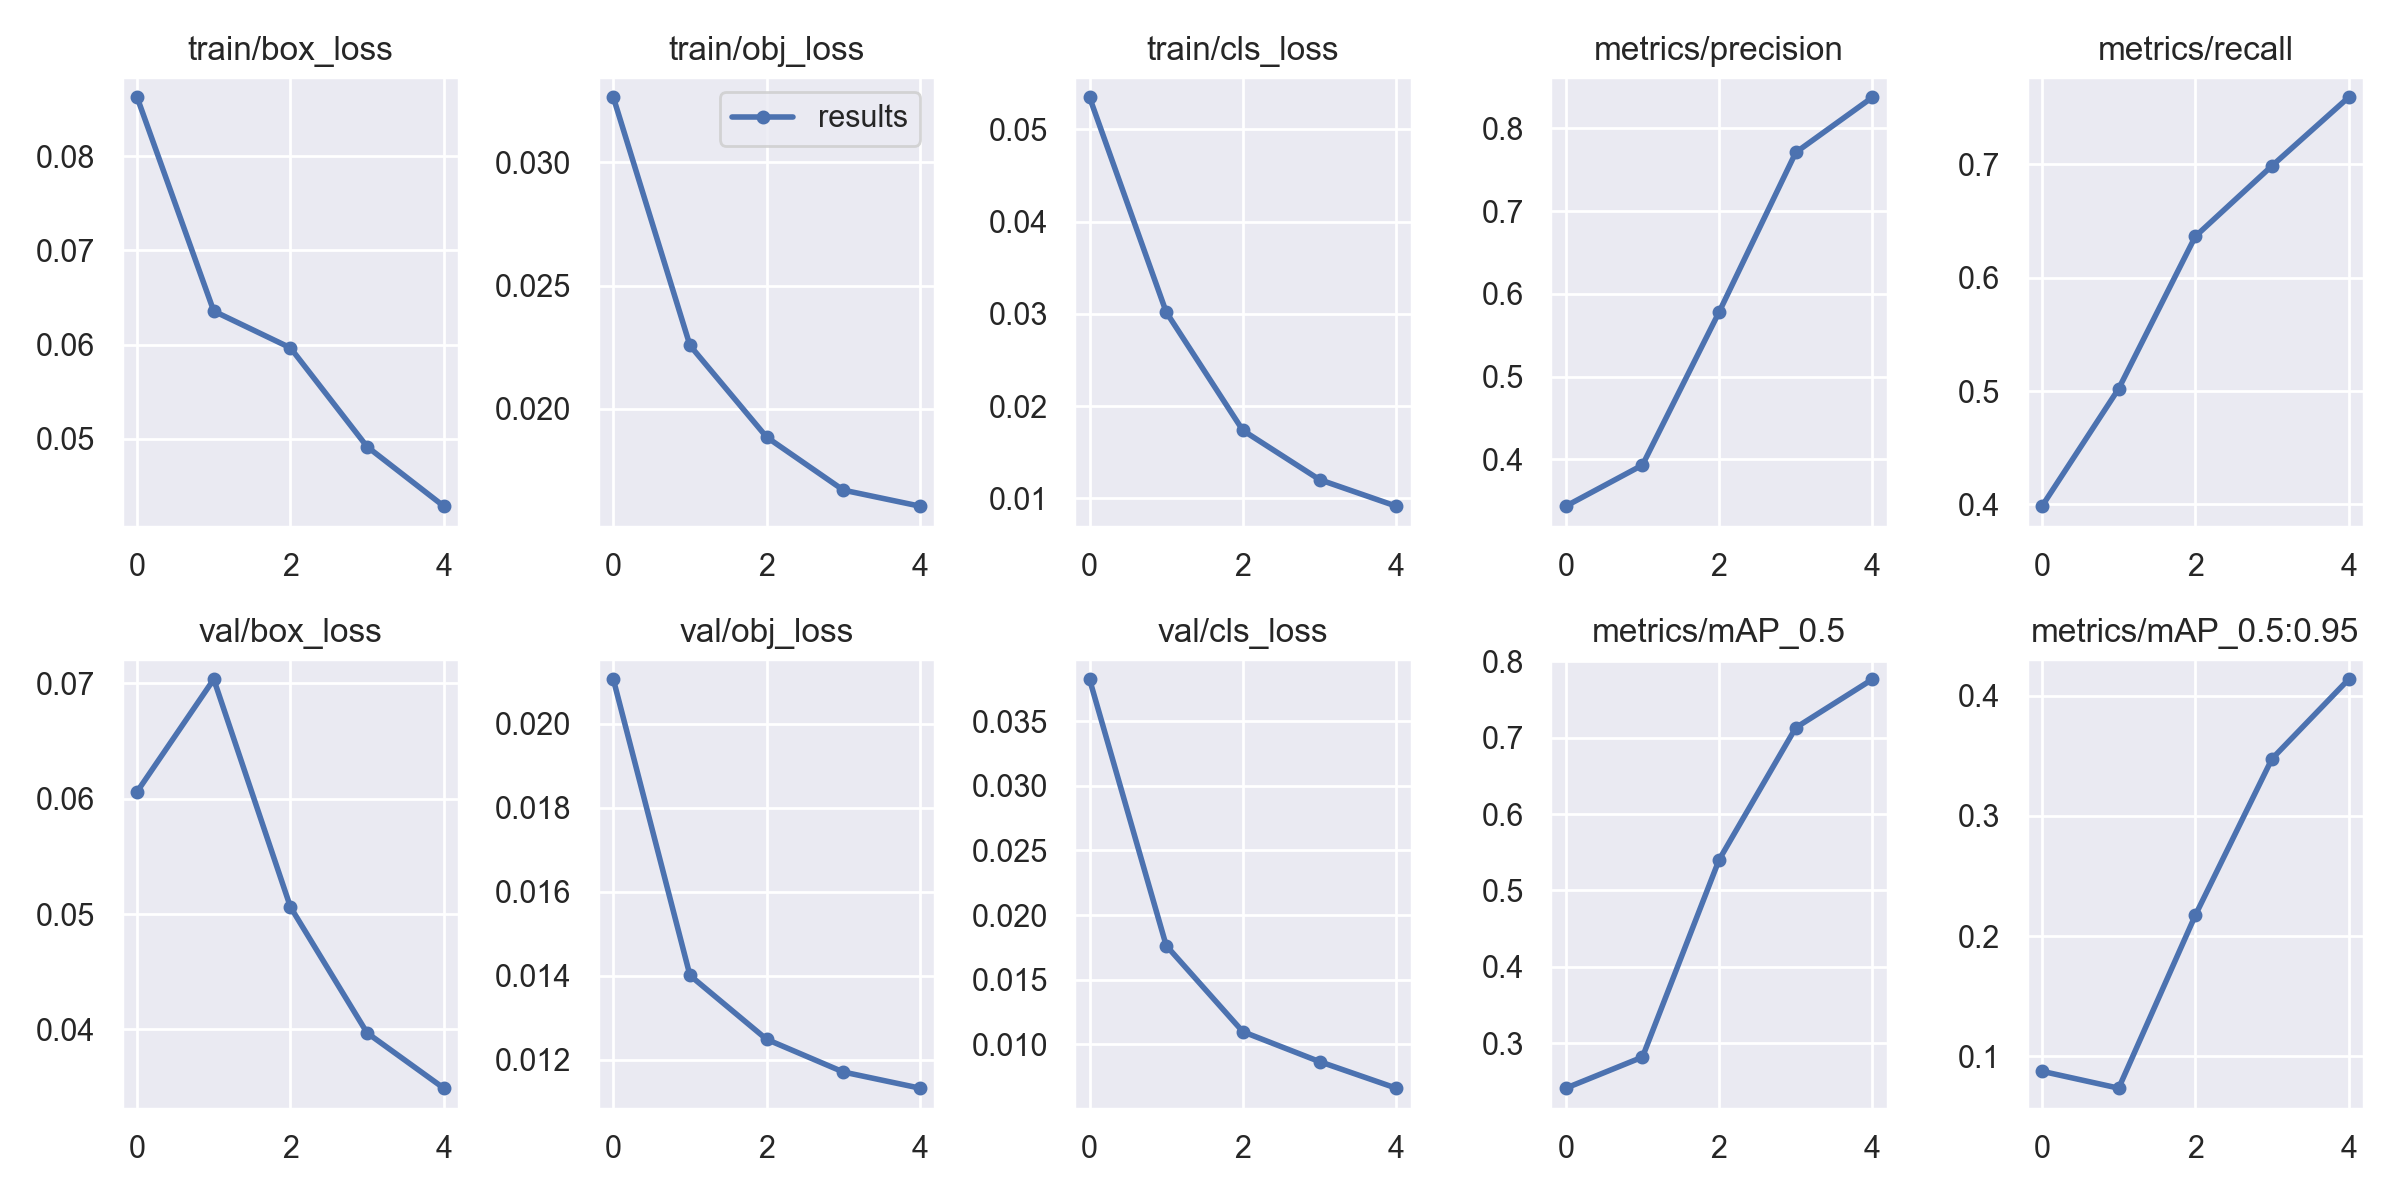 train/box_loss
0.08
0.07
0.06
0.05
0 2 4
train/obj_loss
results
0.030
0.025
0.020
0 2 4
train/cls_loss
0.05
0.04
0.03
0.02
0.01
0 2 4
metrics/precision
0.8
0.7
0.6
0.5
0.4
0 2 4
metrics/recall
0.7
0.6
0.5
0.4
0 2 4
val/box_loss
0.07
0.06
0.05
0.04
0 2 4
val/obj_loss
0.020
0.018
0.016
0.014
0.012
0 2 4
val/cls_loss
0.035
0.030
0.025
0.020
0.015
0.010
0 2 4
metrics/mAP_0.5
0.8
0.7
0.6
0.5
0.4
0.3
0 2 4
metrics/mAP_0.5:0.95
0.4
0.3
0.2
0.1
0 2 4